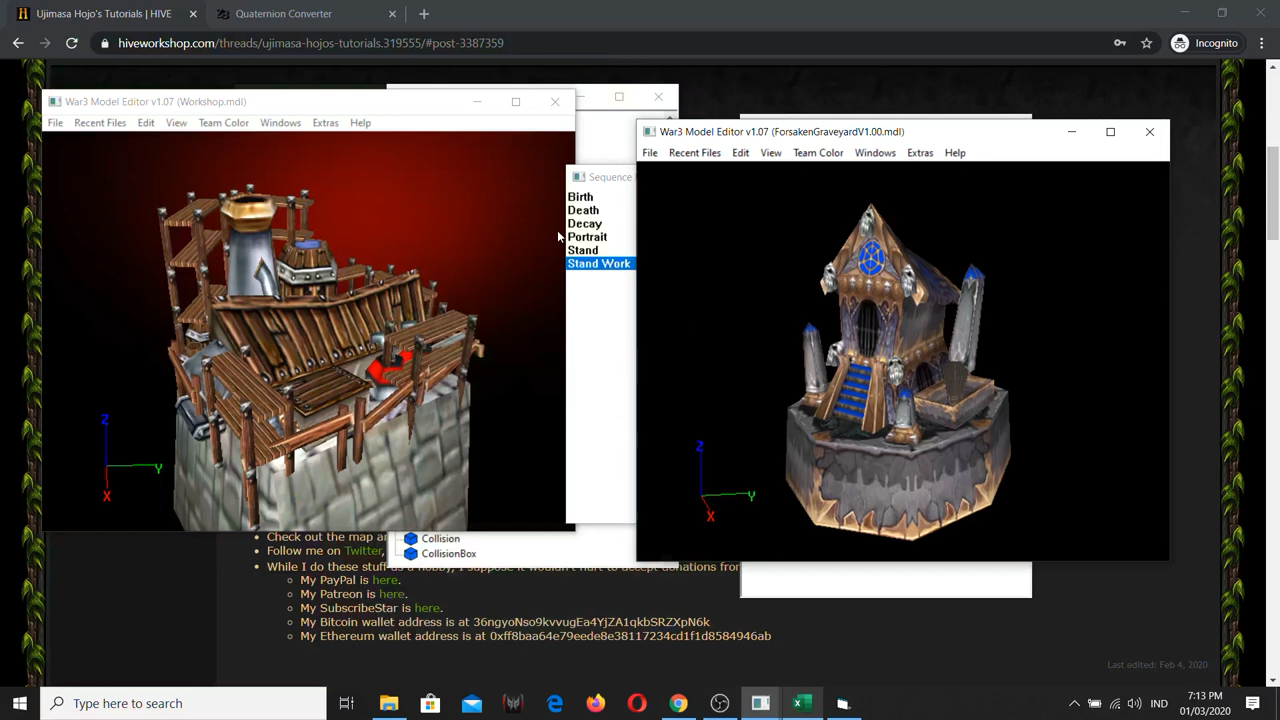 Ujimasa Hojo's Tutorials | HIVE
Quaternion Converter
hiveworkshop.com/threads/ujimasa-hojos-tutorials.319555/#post-3387359
Incognito
War3 Model Editor v1.07 (Workshop.mdl)
File Recent Files Edit View Team Color Windows Extras Help
Z
Y
X
Sequence
Birth
Death
Decay
Portrait
Stand
Stand Work
War3 Model Editor v1.07 (ForsakenGraveyardV1.00.mdl)
File Recent Files Edit View Team Color Windows Extras Help
Z
Y
X
Collision
CollisionBox
Check out the map
Follow me on Twitter,
While I do these stuff as a hobby, I suppose it wouldn't hurt to accept donations from
My PayPal is here.
My Patreon is here.
My SubscribeStar is here.
My Bitcoin wallet address is at 36ngyoNso9kvvugEa4YjZA1qkbSRZXpN6k
My Ethereum wallet address is at 0xff8baa64e79eede8e38117234cd1f1d8584946ab
Last edited: Feb 4, 2020
Type here to search
IND
7:13 PM
01/03/2020